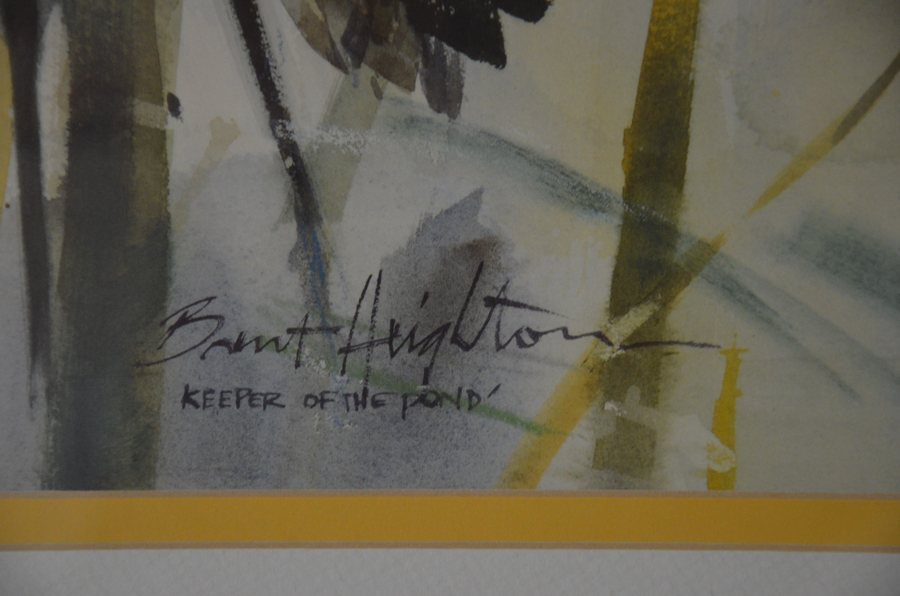 Brent Heighton
KEEPER OF THE POND'